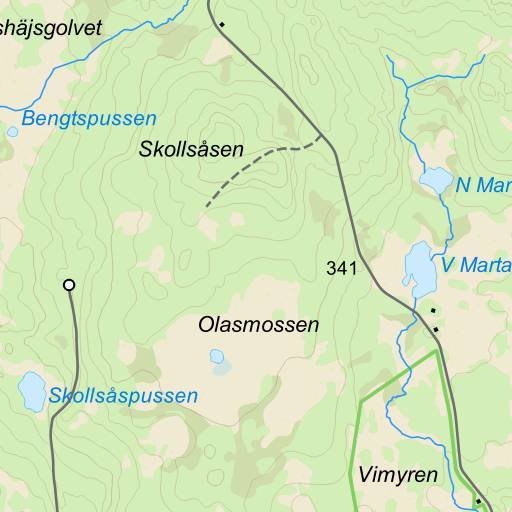 shäjsgolvet
Bengtspussen
Skollsåsen
N Mar
V Marta
341
Olasmossen
Skollsåspussen
Vimyren